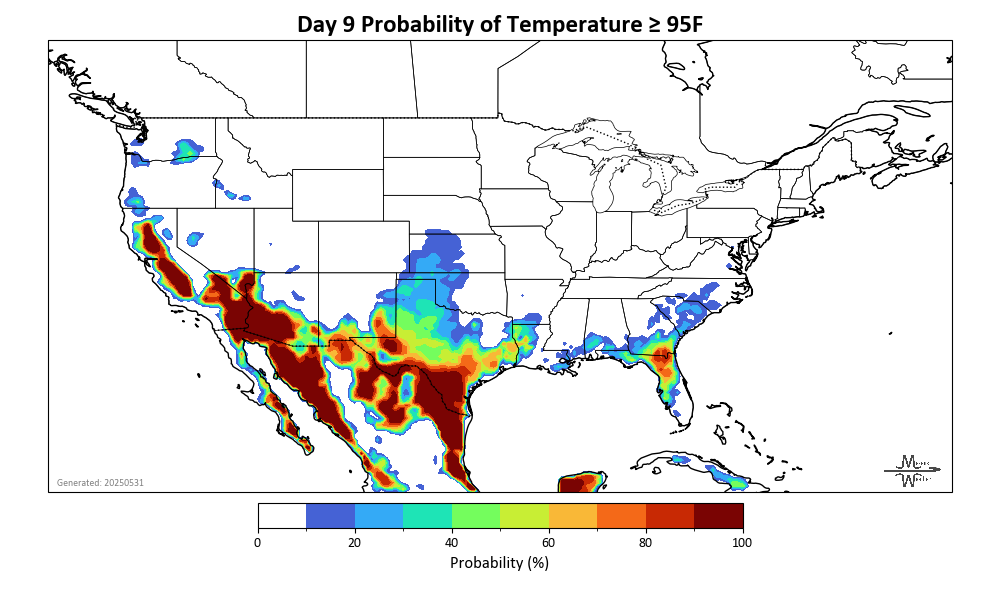 Day 9 Probability of Temperature ≥ 95F
Generated: 20250531
0 20 40 60 80 100
Probability (%)